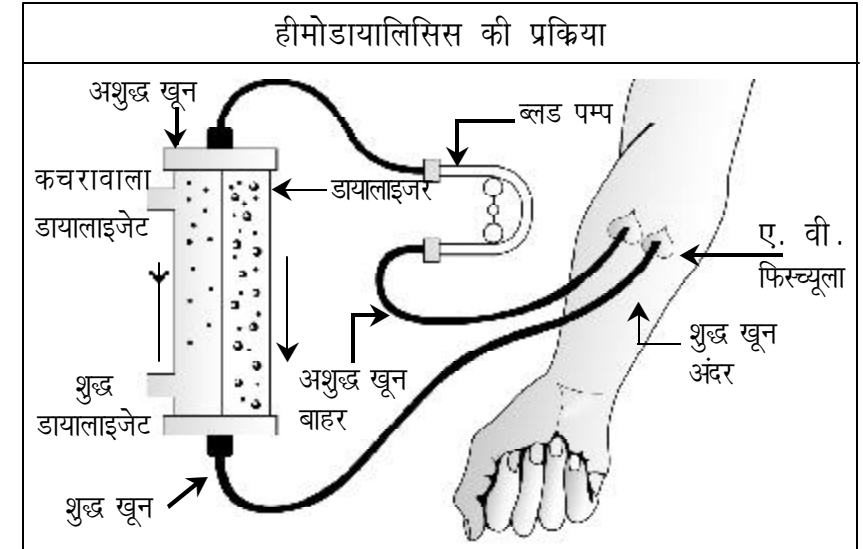 हीमोडायालिसिस की प्रक्रिया
अशुद्ध खून
ब्लड पम्प
कचरावाला
डायालाइजेट
डायालाइजर
ए. वी.
फिस्च्यूला
शुद्ध खून
अंदर
अशुद्ध खून
बाहर
शुद्ध
डायालाइजेट
शुद्ध खून